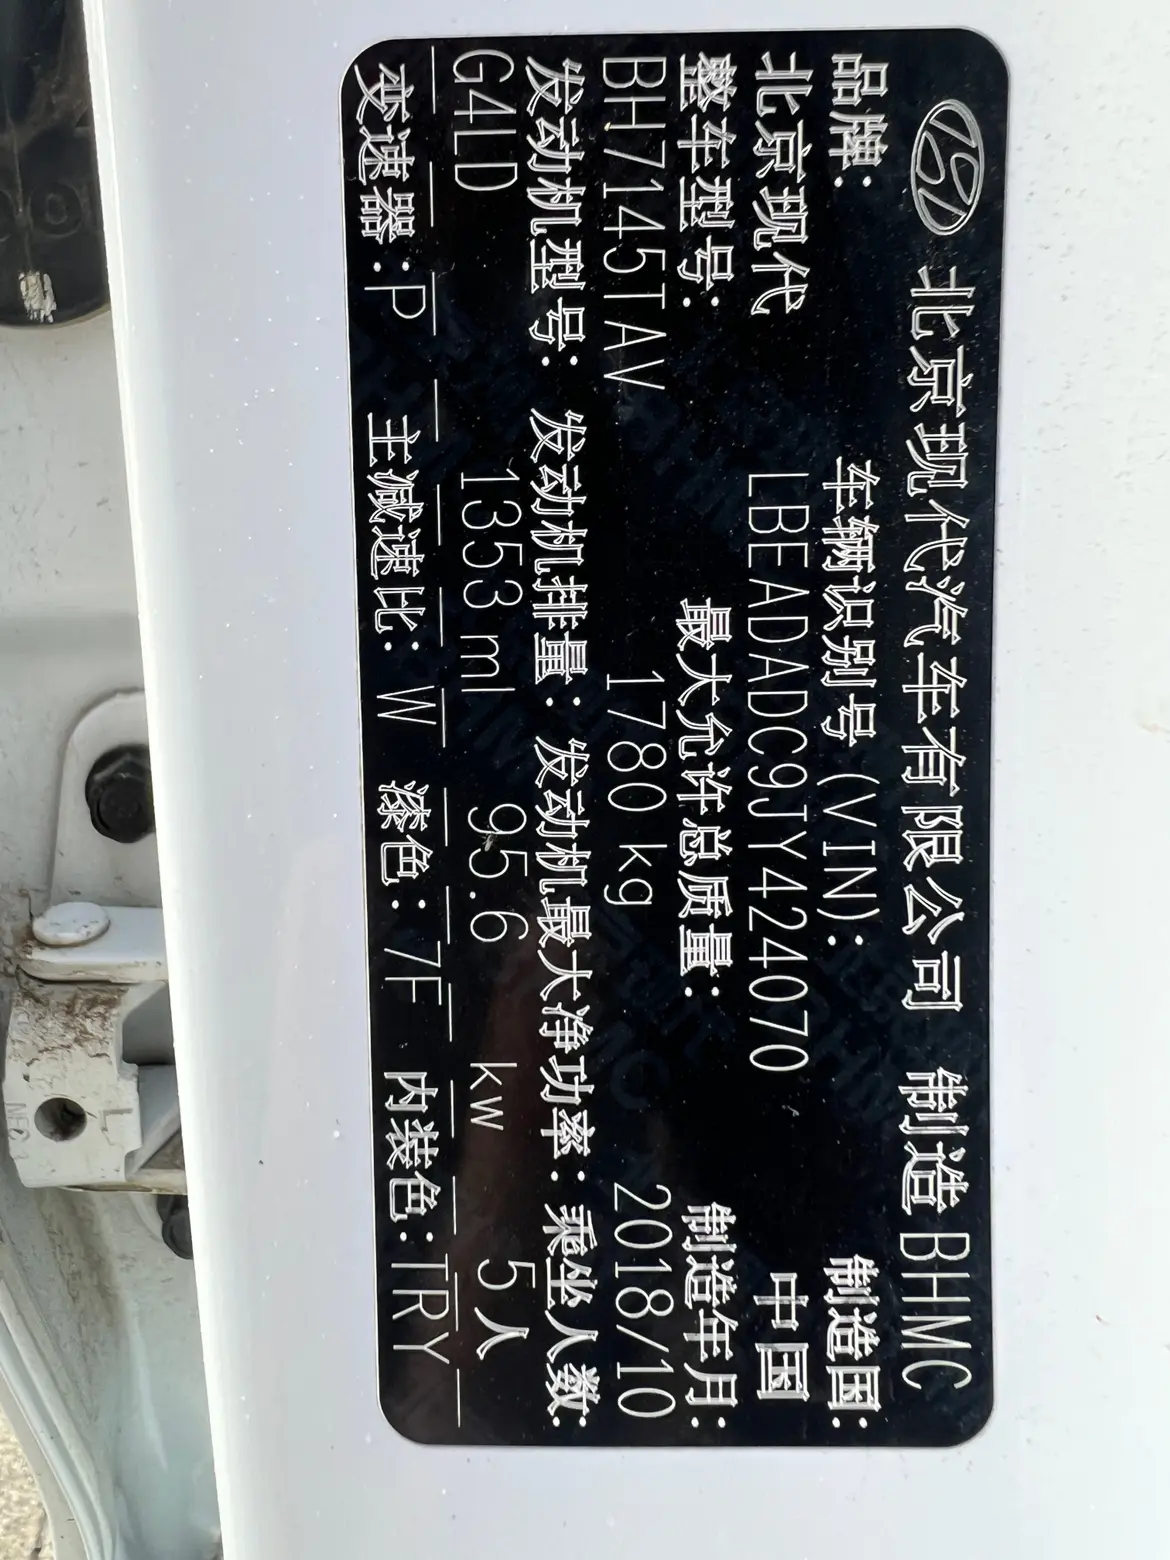 北京现代汽车有限公司 制造 BHMC
品牌: 车辆识别号(VIN): 制造国:
北京现代 LBEADADC9JY424070 中国
整车型号: 最大允许总质量: 制造年月:
BH7145TAV 1780 kg 2018/10
发动机型号: 发动机排量: 发动机最大净功率: 乘坐人数:
G4LD 1353 ml 95.6 kw 5人
变速器:P 主减速比:W 漆色:7F 内装色:TRY